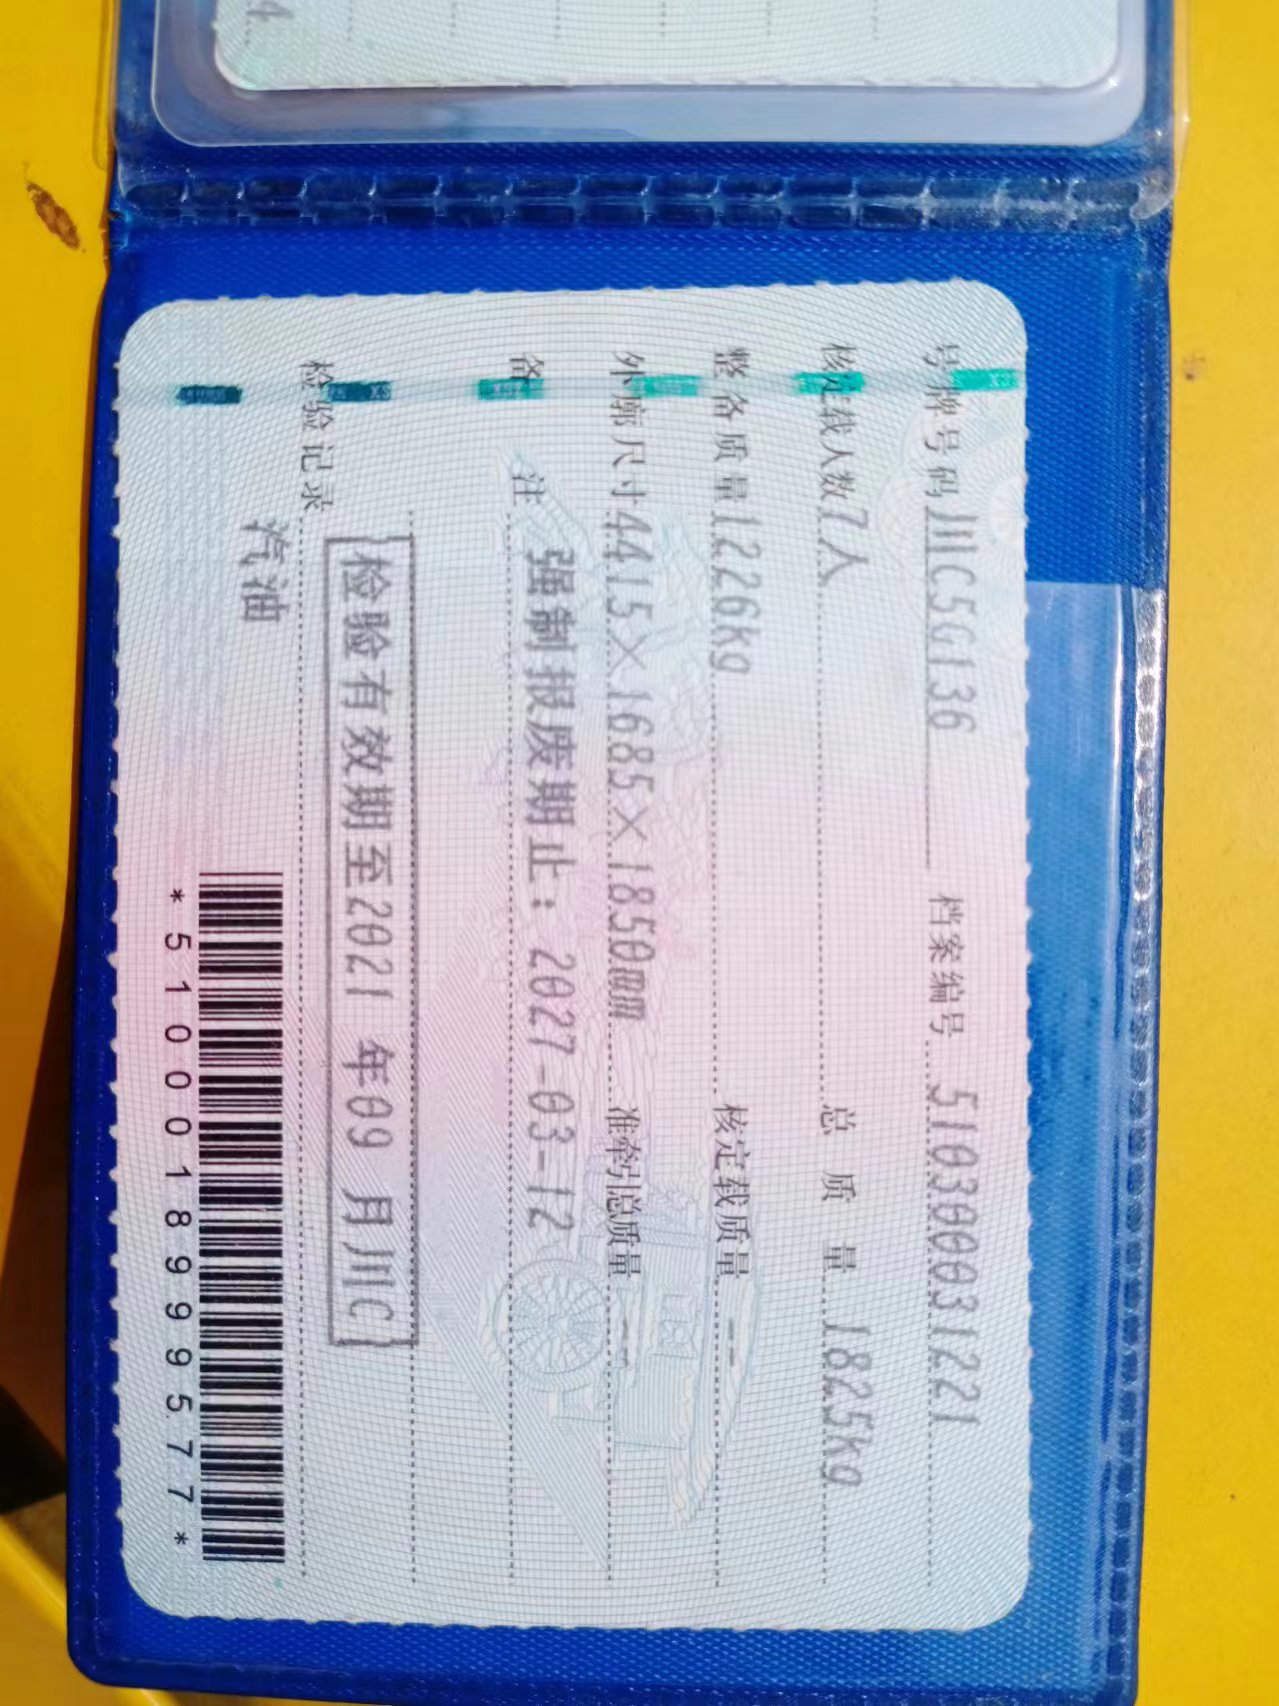 号牌号码 川C5G136 档案编号 510300031221
核定载人数 7人 总质量 1825kg
整备质量 1226kg 核定载质量 --
外廓尺寸 4415×1685×1850mm 准牵引总质量 --
备注 强制报废期止：2027-03-12
检验有效期至2021年09月川C
检验记录
汽油
*5100018999577*